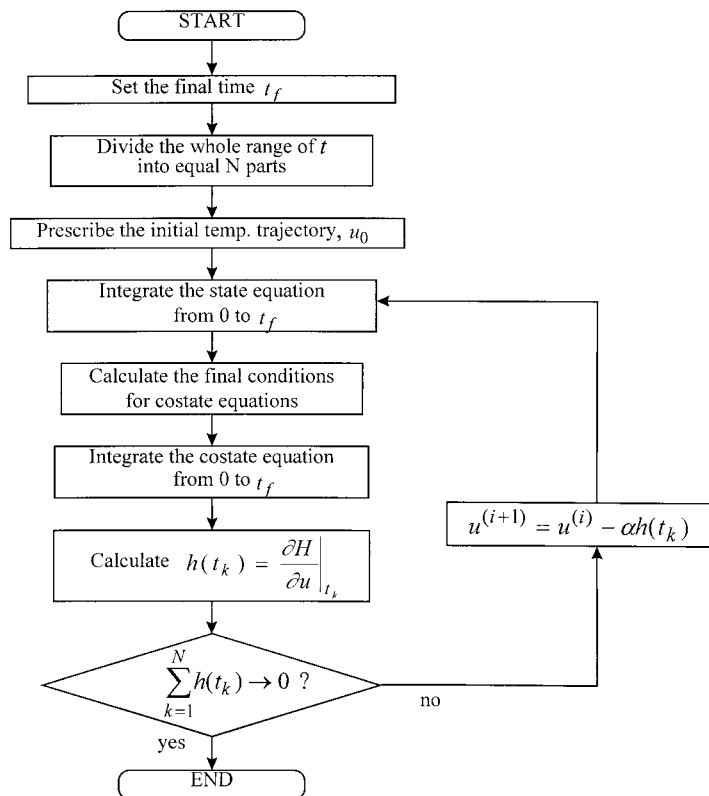 START
Set the final time t_f
Divide the whole range of t
into equal N parts
Prescribe the initial temp. trajectory, u_0
Integrate the state equation
from 0 to t_f
Calculate the final conditions
for costate equations
Integrate the costate equation
from 0 to t_f
u^{(i+1)} = u^{(i)} - αh(t_k)
Calculate h(t_k) = ∂H/∂u|_{t_k}
∑_{k=1}^{N} h(t_k) → 0 ?
no
yes
END